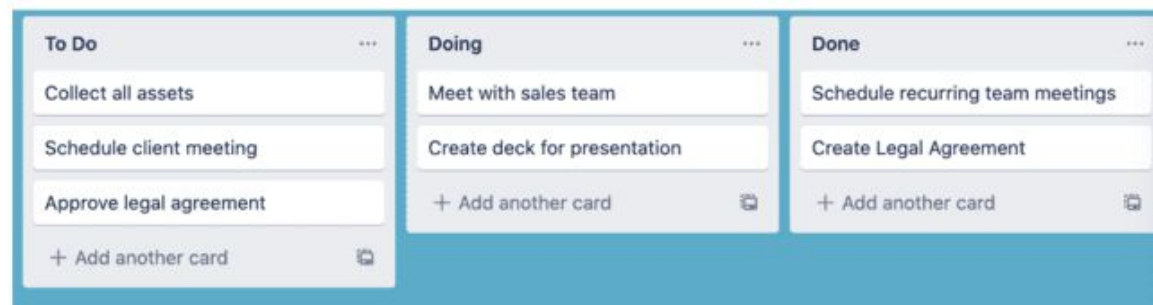 To Do
Collect all assets
Schedule client meeting
Approve legal agreement
+ Add another card
Doing
Meet with sales team
Create deck for presentation
+ Add another card
Done
Schedule recurring team meetings
Create Legal Agreement
+ Add another card